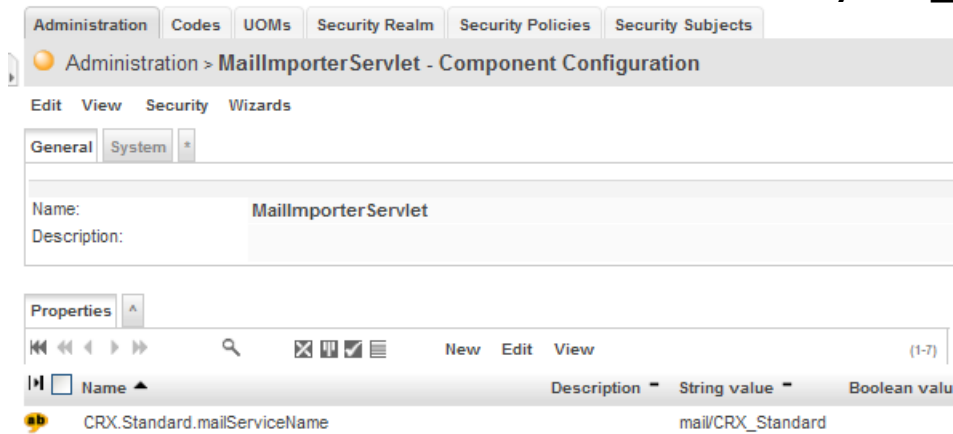 Administration Codes UOMs Security Realm Security Policies Security Subjects
Administration > MailImporterServlet - Component Configuration
Edit View Security Wizards
General System *
Name: MailImporterServlet
Description:
Properties ^
New Edit View (1-7)
Name Description String value Boolean valu
ab CRX.Standard.mailServiceName mail/CRX_Standard